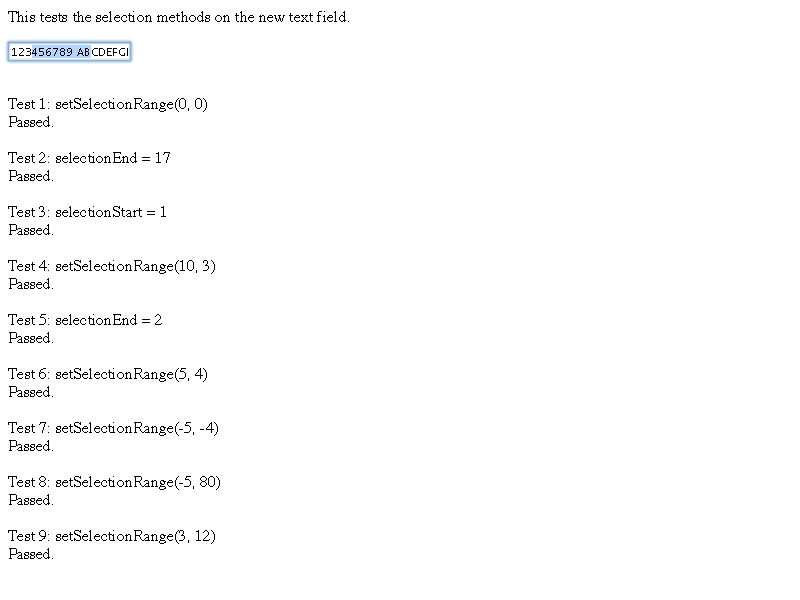 This tests the selection methods on the new text field.
123456789 ABCDEFGI
Test 1: setSelectionRange(0, 0)
Passed.
Test 2: selectionEnd = 17
Passed.
Test 3: selectionStart = 1
Passed.
Test 4: setSelectionRange(10, 3)
Passed.
Test 5: selectionEnd = 2
Passed.
Test 6: setSelectionRange(5, 4)
Passed.
Test 7: setSelectionRange(-5, -4)
Passed.
Test 8: setSelectionRange(-5, 80)
Passed.
Test 9: setSelectionRange(3, 12)
Passed.